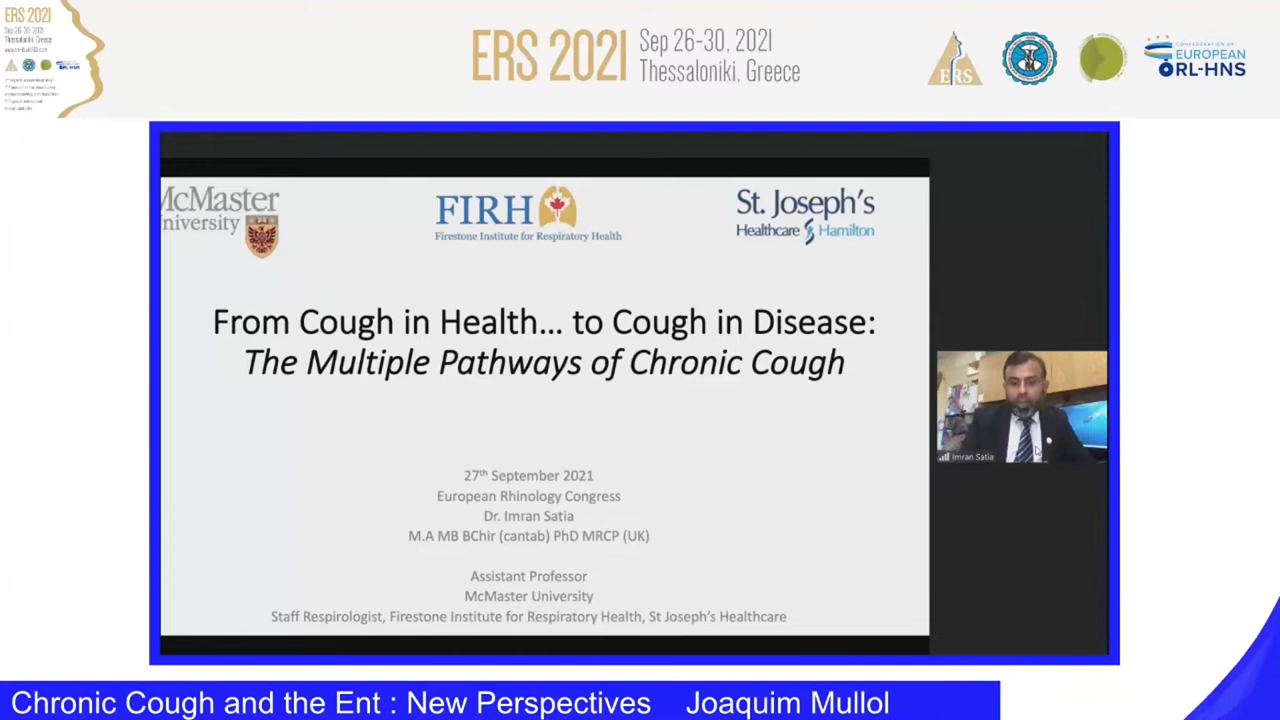 ERS 2021
Sep 26-30, 2021
Thessaloniki, Greece
ERS 2021
Sep 26-30, 2021
Thessaloniki, Greece
ERS
CONFEDERATION OF
EUROPEAN
ORL-HNS
McMaster
University
FIRH
Firestone Institute for Respiratory Health
St. Joseph's
Healthcare Hamilton
From Cough in Health... to Cough in Disease:
The Multiple Pathways of Chronic Cough
27th September 2021
European Rhinology Congress
Dr. Imran Satia
M.A MB BChir (cantab) PhD MRCP (UK)
Assistant Professor
McMaster University
Staff Respirologist, Firestone Institute for Respiratory Health, St Joseph's Healthcare
Imran Satia
Chronic Cough and the Ent : New Perspectives Joaquim Mullol